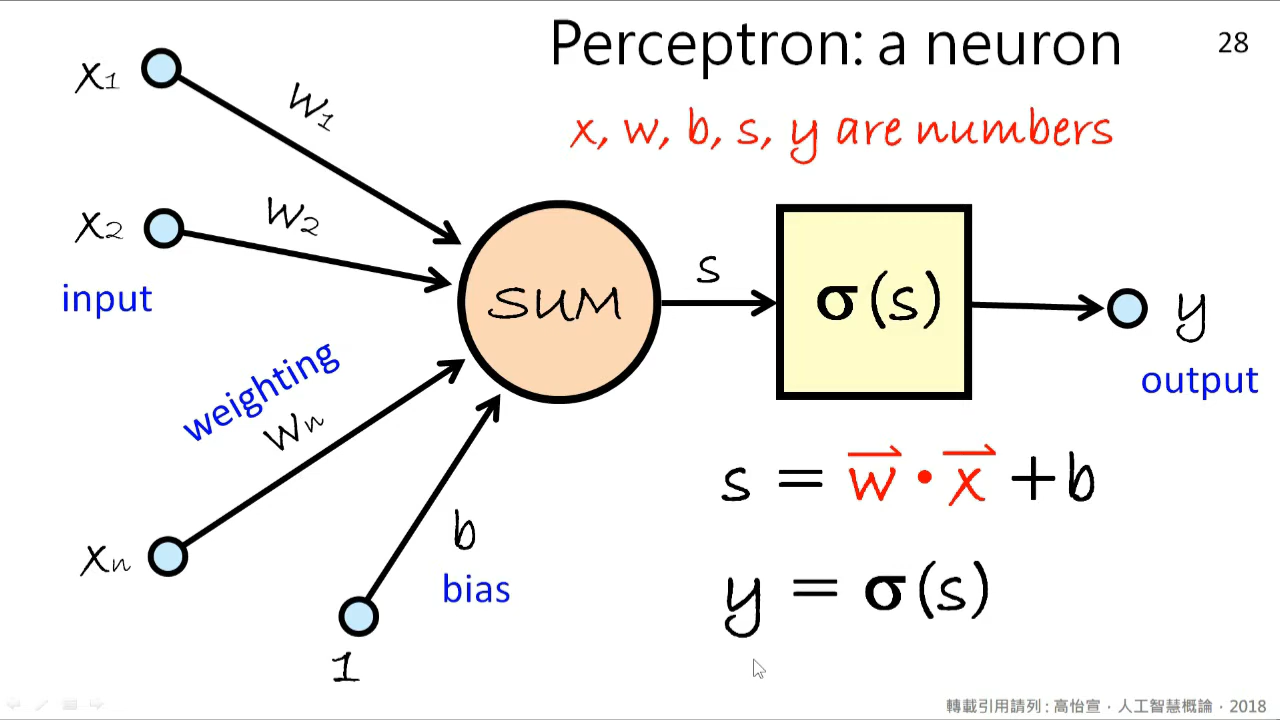 Perceptron: a neuron
28
x, w, b, s, y are numbers
x₁
w₁
x₂
w₂
input
SUM
s
σ(s)
y
output
weighting
wₙ
xₙ
b
bias
1
s = w⃗ • x⃗ + b
y = σ(s)
轉載引用請列 : 高怡宣 · 人工智慧概論 · 2018